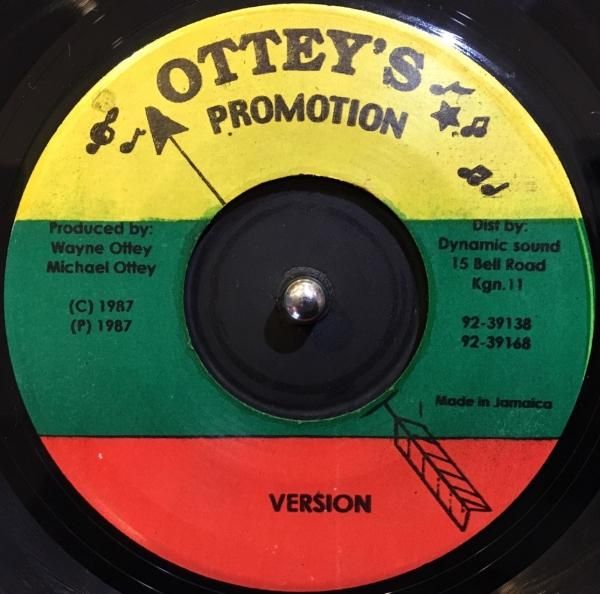 OTTEY'S
PROMOTION
Produced by:
Wayne Ottey
Michael Ottey
(C) 1987
(P) 1987
Dist by:
Dynamic sound
15 Bell Road
Kgn.11
92-39138
92-39168
Made in Jamaica
VERSION